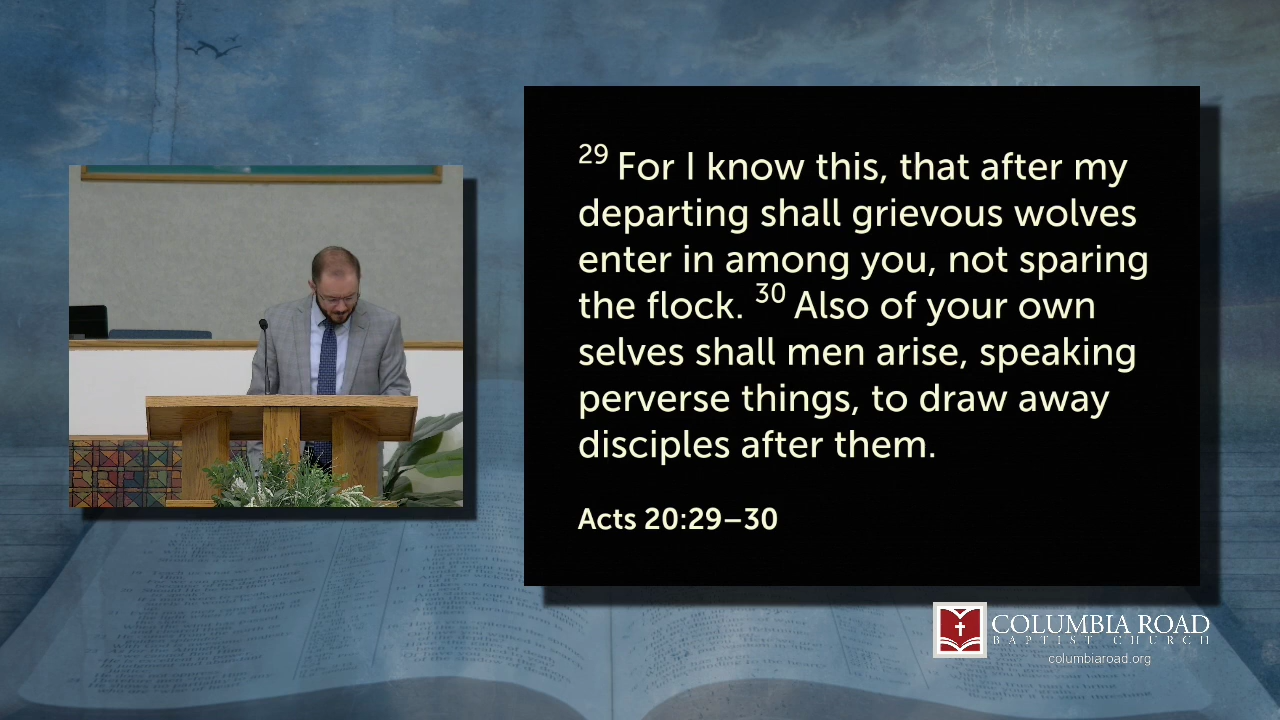 29 For I know this, that after my
departing shall grievous wolves
enter in among you, not sparing
the flock. 30 Also of your own
selves shall men arise, speaking
perverse things, to draw away
disciples after them.
Acts 20:29–30
COLUMBIA ROAD
BAPTIST CHURCH
columbiaroad.org